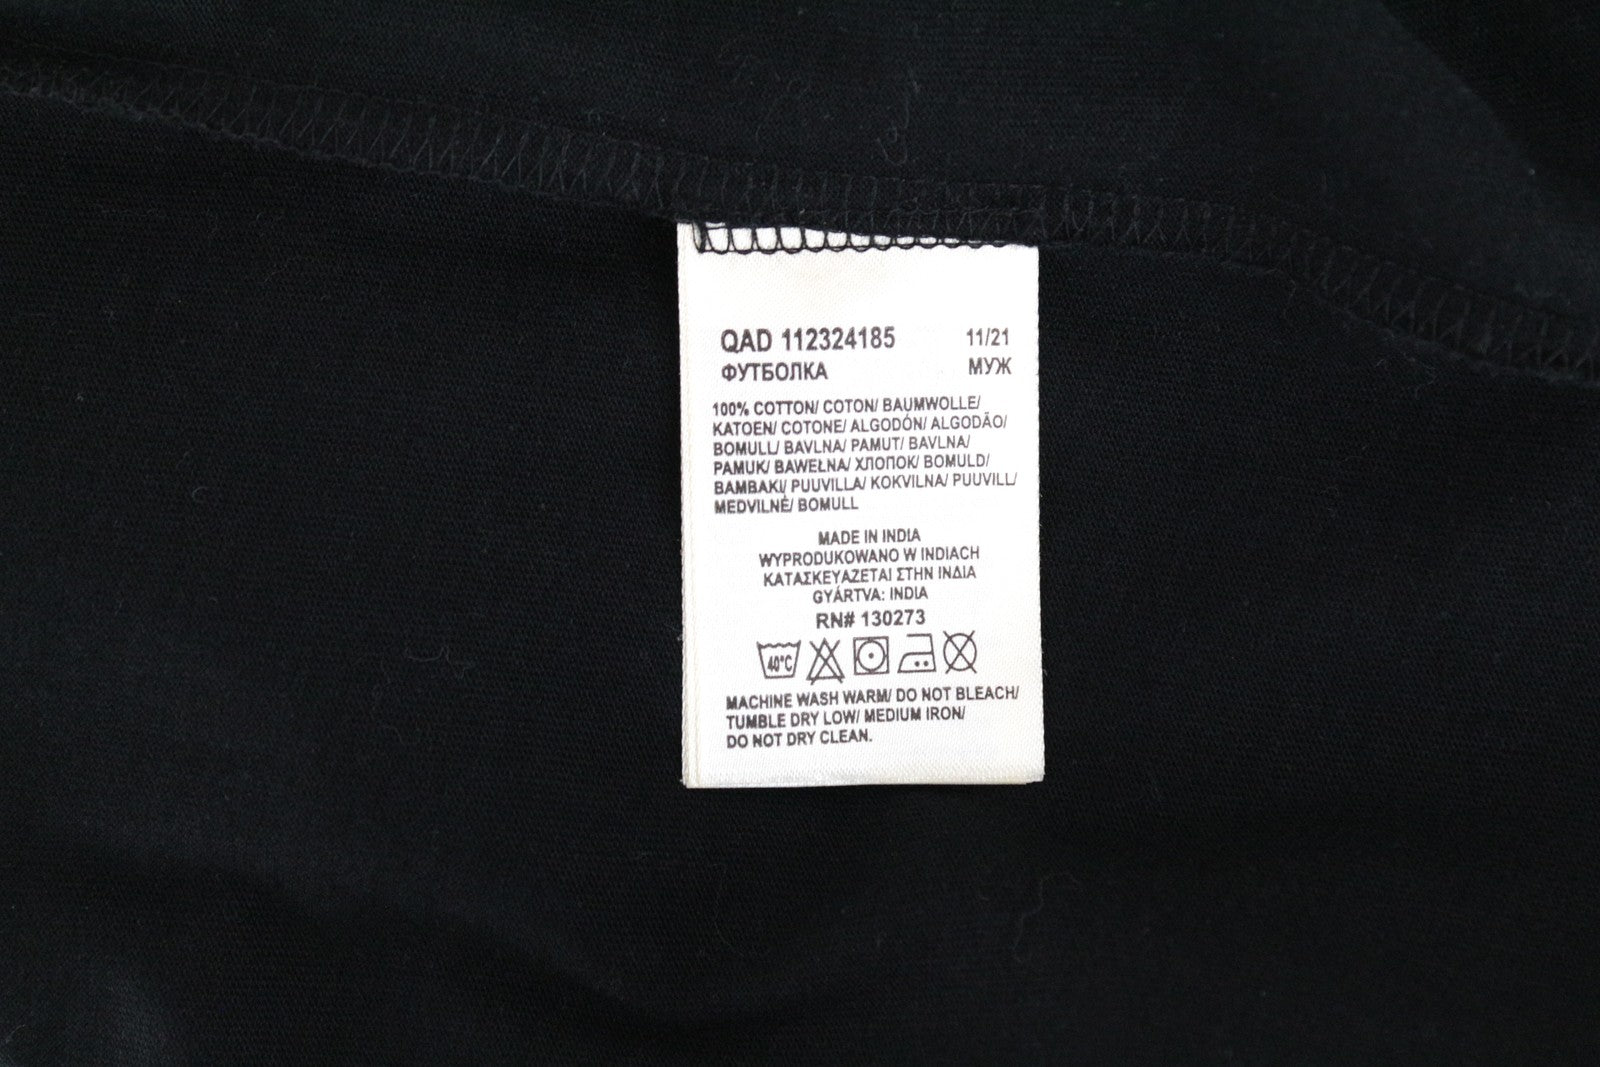 QAD 112324185 11/21
ФУТБОЛКА МУЖ
100% COTTON/ COTON/ BAUMWOLLE/
KATOEN/ COTONE/ ALGODÓN/ ALGODÃO/
BOMULL/ BAVLNA/ PAMUT/ BAVLNA/
PAMUK/ BAWEŁNA/ ХЛОПОК/ BOMULD/
BAMBAKI/ PUUVILLA/ KOKVILNA/ PUUVILL/
MEDVILNĖ/ BOMULL
MADE IN INDIA
WYPRODUKOWANO W INDIACH
ΚΑΤΑΣΚΕΥΑΖΕΤΑΙ ΣΤΗΝ ΙΝΔΙΑ
GYÁRTVA: INDIA
RN# 130273
40°C
MACHINE WASH WARM/ DO NOT BLEACH/
TUMBLE DRY LOW/ MEDIUM IRON/
DO NOT DRY CLEAN.